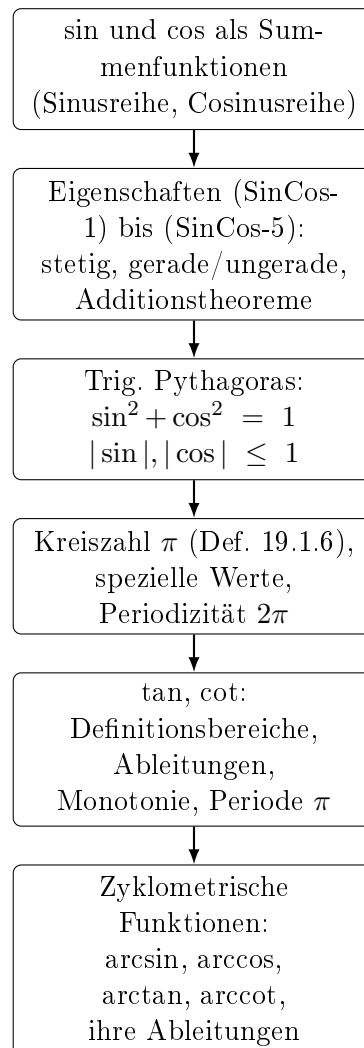 sin und cos als Sum-
menfunktionen
(Sinusreihe, Cosinusreihe)
Eigenschaften (SinCos-
1) bis (SinCos-5):
stetig, gerade/ungerade,
Additionstheoreme
Trig. Pythagoras:
sin² + cos² = 1
| sin |, | cos | ≤ 1
Kreiszahl π (Def. 19.1.6),
spezielle Werte,
Periodizität 2π
tan, cot:
Definitionsbereiche,
Ableitungen,
Monotonie, Periode π
Zyklometrische
Funktionen:
arcsin, arccos,
arctan, arccot,
ihre Ableitungen